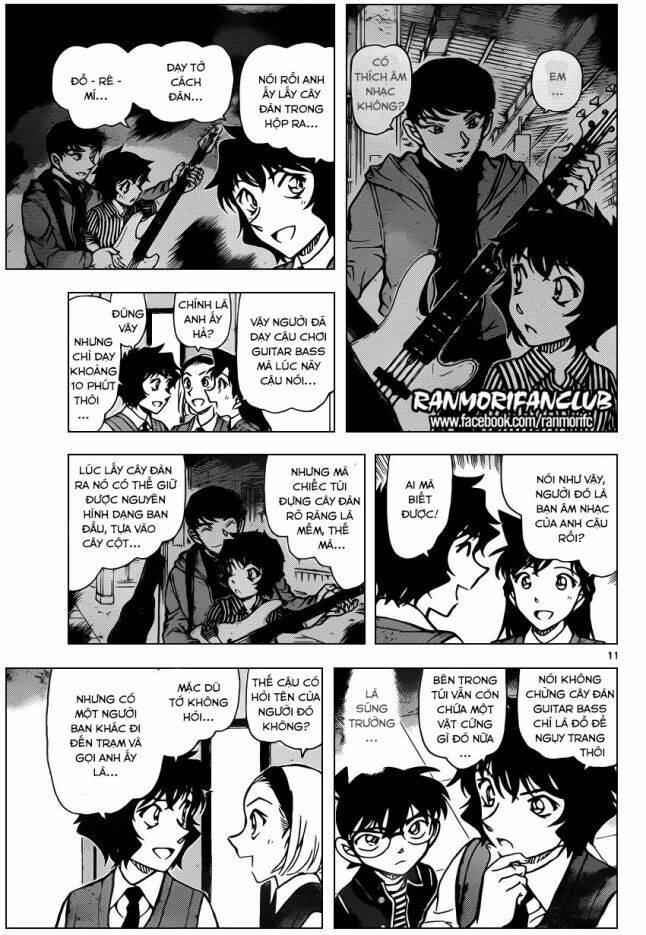 EM
...
CÓ
THÍCH ÂM
NHẠC
KHÔNG?
RANMORIFANCLUB
www.facebook.com/ranmorifc
NÓI RỒI ANH
ẤY LẤY CÂY
ĐÀN TRONG
HỘP RA...
DẠY TỚ
CÁCH
ĐÀN...
ĐỒ - RÊ -
MÍ...
VẬY NGƯỜI ĐÃ
DẠY CẬU CHƠI
GUITAR BASS
MÀ LÚC NÃY
CẬU NÓI...
CHÍNH LÀ
ANH ẤY
HẢ?
ĐÚNG
VẬY
NHƯNG
CHỈ DẠY
KHOẢNG
10 PHÚT
THÔI
...
NÓI NHƯ VẬY,
NGƯỜI ĐÓ LÀ
BẠN ÂM NHẠC
CỦA ANH CẬU
RỒI?
AI MÀ
BIẾT
ĐƯỢC!
NHƯNG MÀ
CHIẾC TÚI
ĐỰNG CÂY ĐÀN
RÕ RÀNG LÀ
MỀM, THẾ
MÀ...
LÚC LẤY CÂY ĐÀN
RA NÓ CÓ THỂ GIỮ
ĐƯỢC NGUYÊN
HÌNH DẠNG BAN
ĐẦU, TỰA VÀO
CÂY CỘT...
11
NÓI KHÔNG
CHỪNG CÂY ĐÀN
GUITAR BASS
CHỈ LÀ ĐỒ ĐỂ
NGỤY TRANG
THÔI
BÊN TRONG
TÚI VẪN CÒN
CHỨA MỘT
VẬT CỨNG
GÌ ĐÓ NỮA
...
LÀ
SÚNG
TRƯỜNG
...
THẾ CẬU CÓ
HỎI TÊN CỦA
NGƯỜI ĐÓ
KHÔNG?
MẶC DÙ
TỚ KHÔNG
HỎI...
NHƯNG CÓ
MỘT NGƯỜI
BẠN KHÁC ĐI
ĐẾN TRẠM VÀ
GỌI ANH ẤY
LÀ...